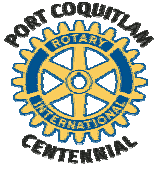 PORT COQUITLAM
ROTARY
INTERNATIONAL
CENTENNIAL